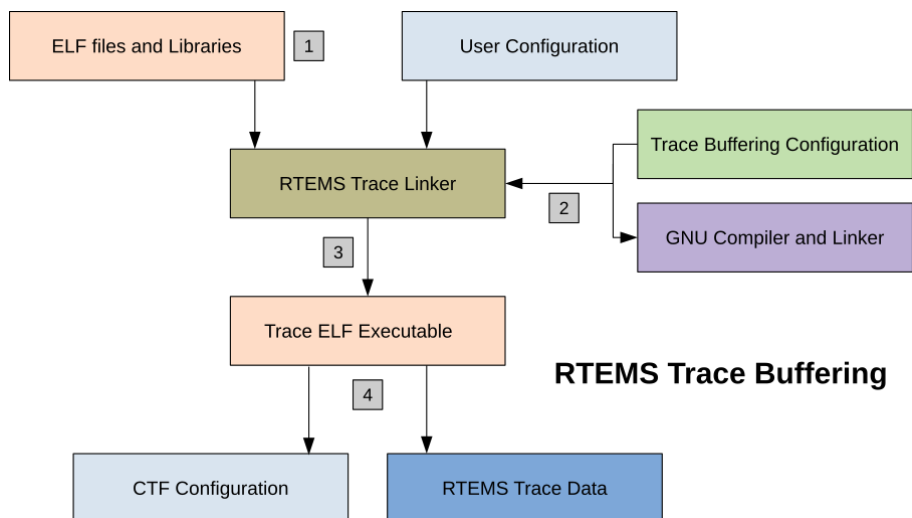 ELF files and Libraries
1
User Configuration
Trace Buffering Configuration
RTEMS Trace Linker
2
GNU Compiler and Linker
3
Trace ELF Executable
RTEMS Trace Buffering
4
CTF Configuration
RTEMS Trace Data